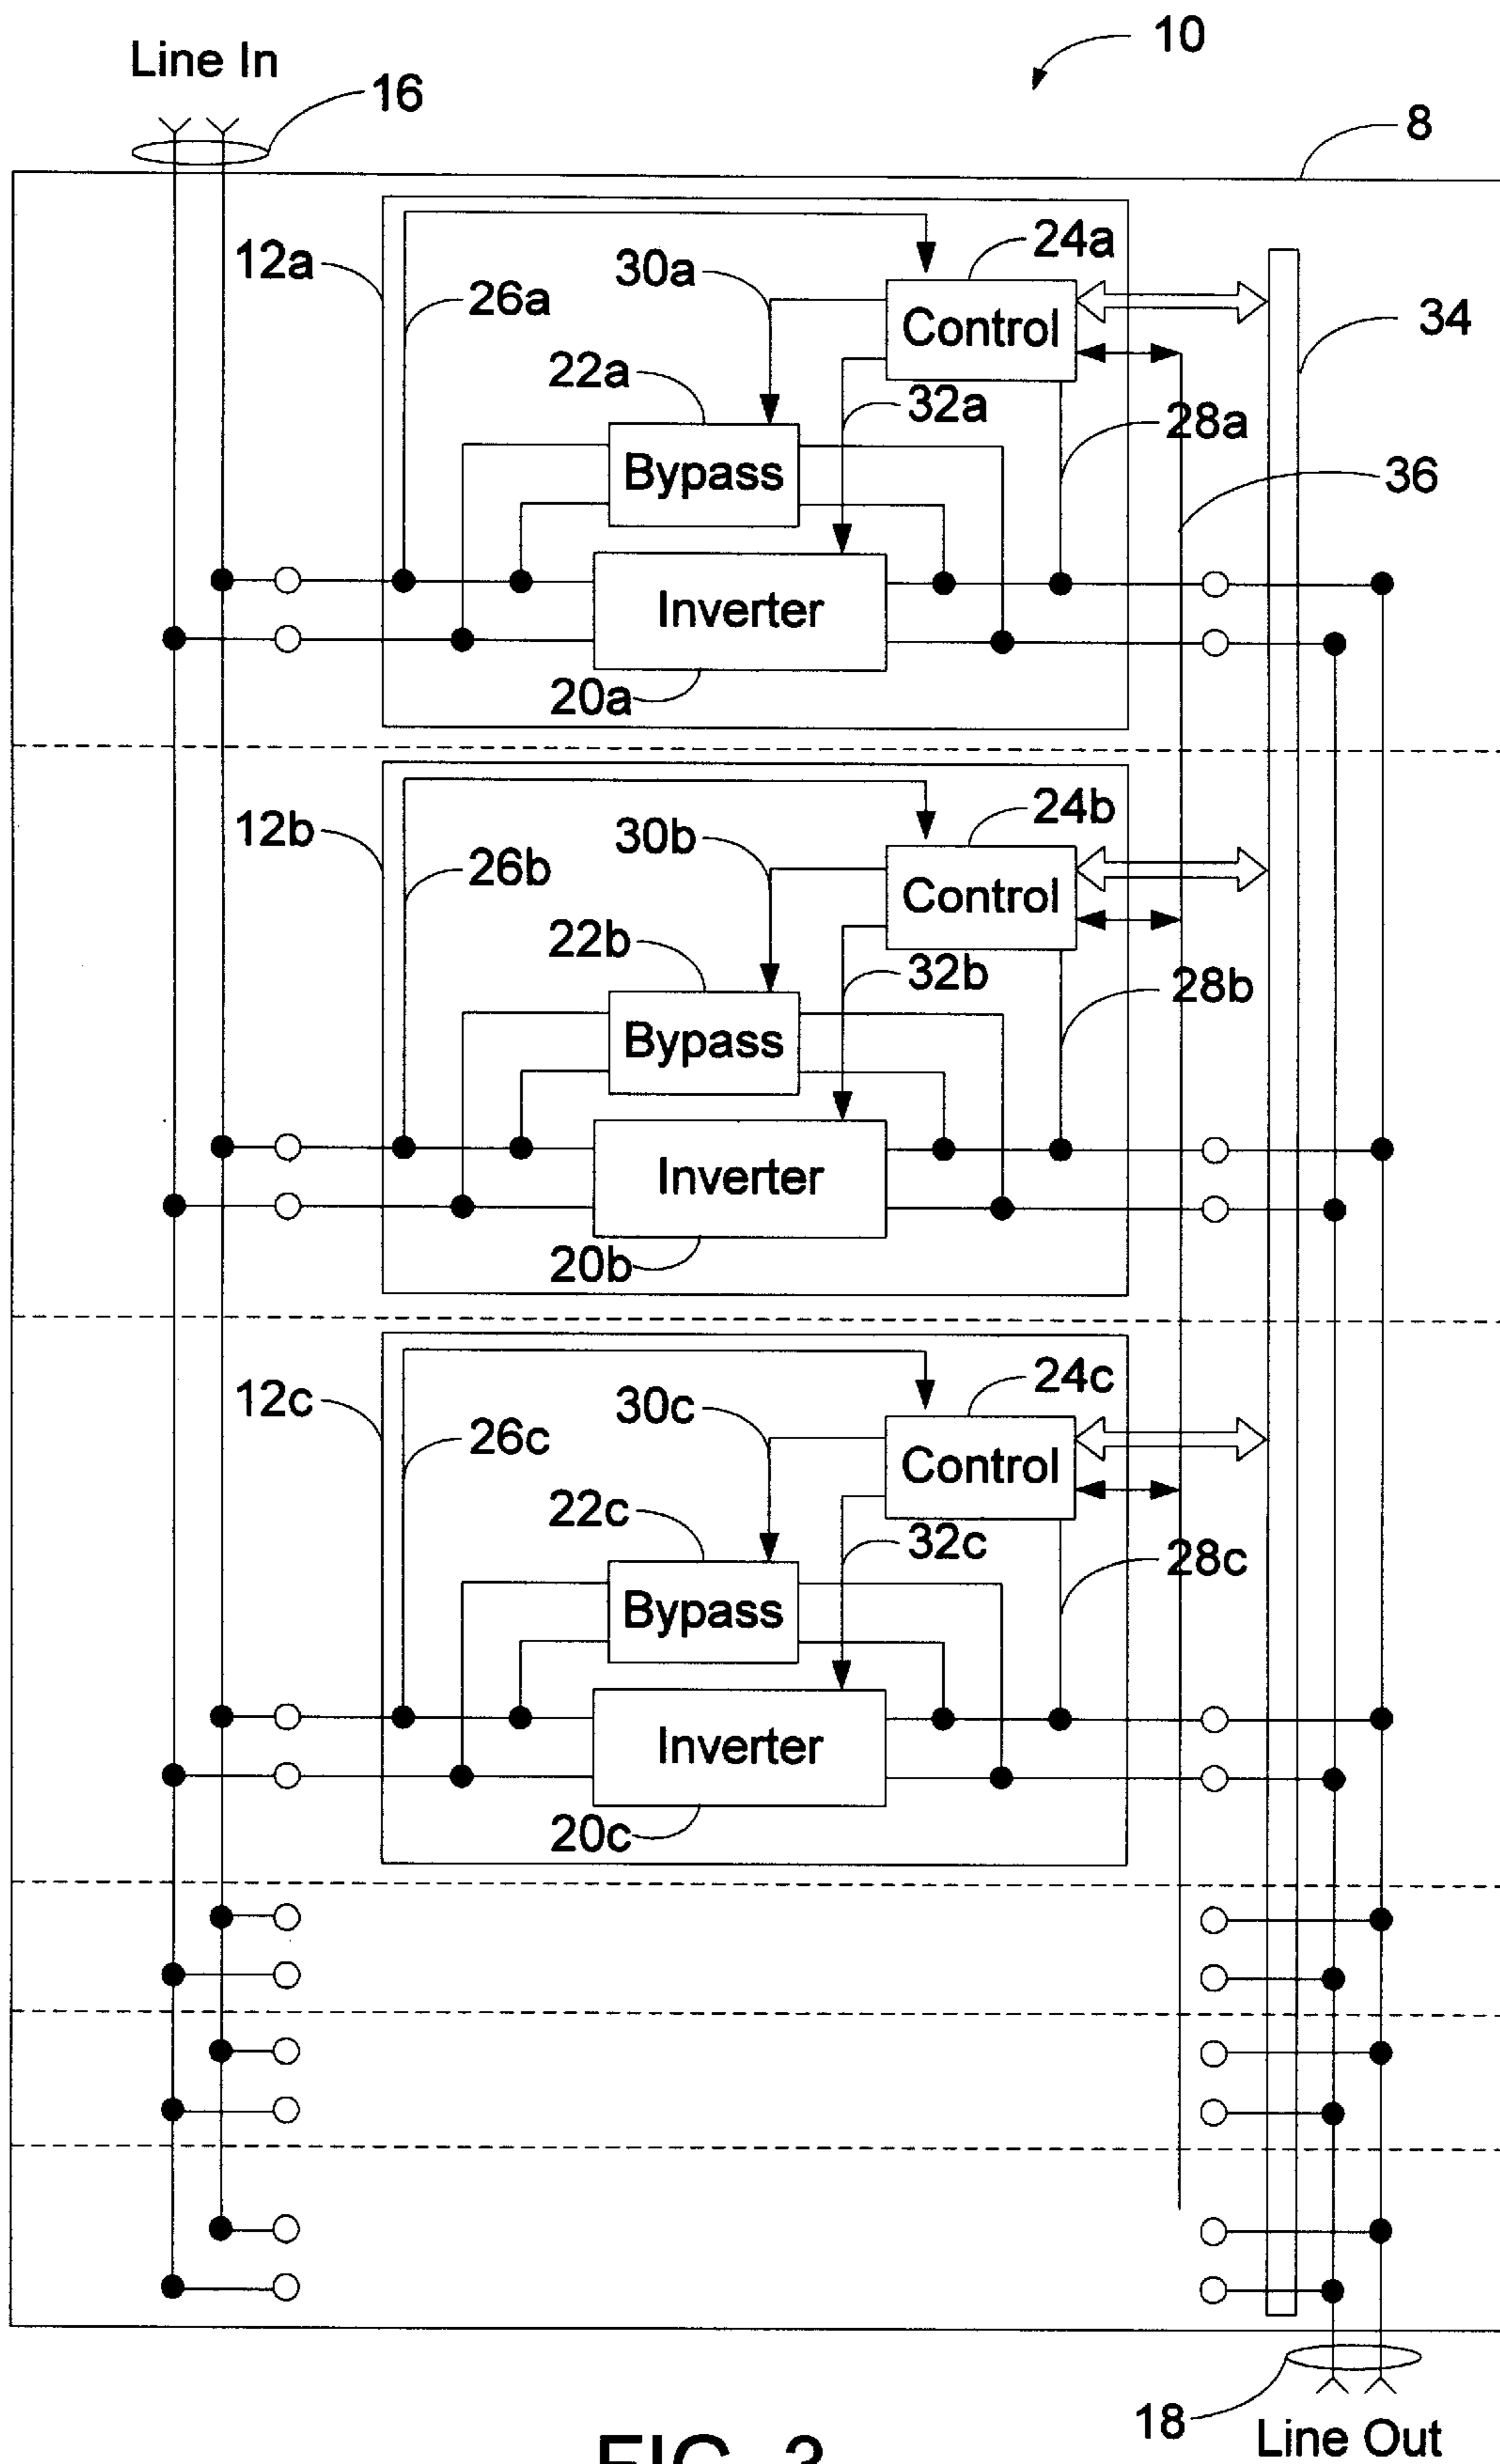 10
Line In
16
8
12a
26a
30a
24a
Control
34
22a
32a
28a
Bypass
36
Inverter
20a
12b
26b
30b
24b
Control
22b
32b
28b
Bypass
Inverter
20b
12c
26c
30c
24c
Control
22c
32c
28c
Bypass
Inverter
20c
18
Line Out
FIG. 3